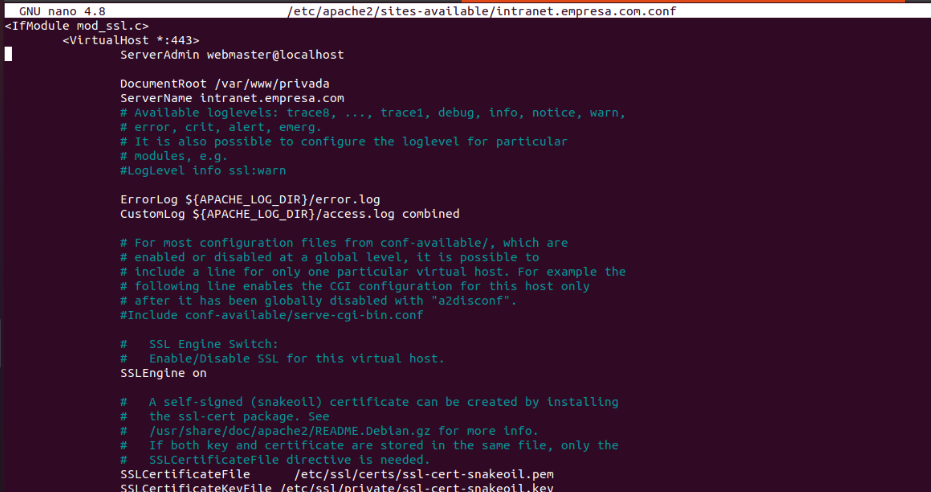 GNU nano 4.8 /etc/apache2/sites-available/intranet.empresa.com.conf
<IfModule mod_ssl.c>
<VirtualHost *:443>
ServerAdmin webmaster@localhost
DocumentRoot /var/www/privada
ServerName intranet.empresa.com
# Available loglevels: trace8, ..., trace1, debug, info, notice, warn,
# error, crit, alert, emerg.
# It is also possible to configure the loglevel for particular
# modules, e.g.
#LogLevel info ssl:warn
ErrorLog ${APACHE_LOG_DIR}/error.log
CustomLog ${APACHE_LOG_DIR}/access.log combined
# For most configuration files from conf-available/, which are
# enabled or disabled at a global level, it is possible to
# include a line for only one particular virtual host. For example the
# following line enables the CGI configuration for this host only
# after it has been globally disabled with "a2disconf".
#Include conf-available/serve-cgi-bin.conf
# SSL Engine Switch:
# Enable/Disable SSL for this virtual host.
SSLEngine on
# A self-signed (snakeoil) certificate can be created by installing
# the ssl-cert package. See
# /usr/share/doc/apache2/README.Debian.gz for more info.
# If both key and certificate are stored in the same file, only the
# SSLCertificateFile directive is needed.
SSLCertificateFile /etc/ssl/certs/ssl-cert-snakeoil.pem
SSLCertificateKeyFile /etc/ssl/private/ssl-cert-snakeoil.key